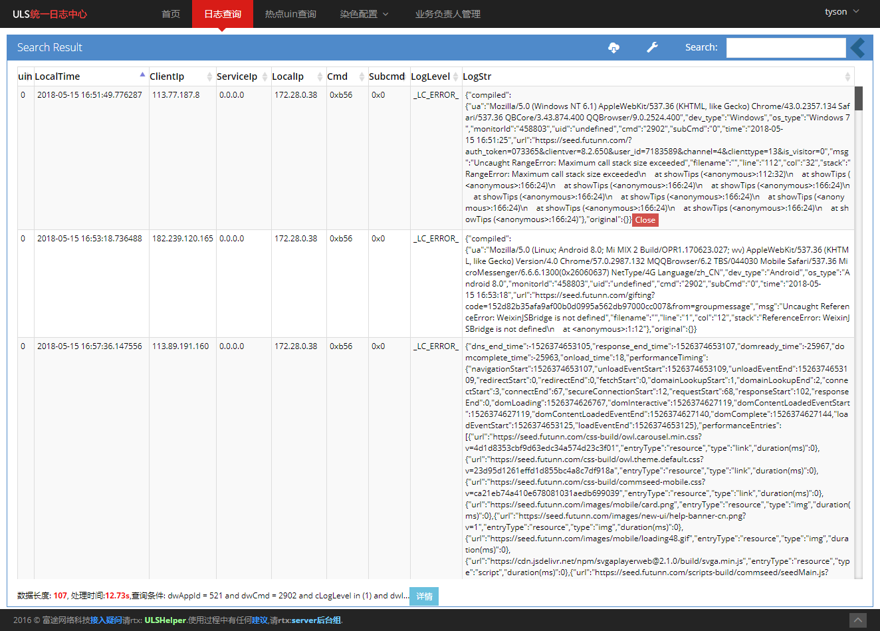 ULS统一日志中心 首页 日志查询 热点uin查询 染色配置 业务负责人管理 tyson
Search Result Search:
uin LocalTime ClientIp ServiceIp LocalIp Cmd Subcmd LogLevel LogStr
0 2018-05-15 16:51:49.776287 113.77.187.8 0.0.0.0 172.28.0.38 0xb56 0x0 _LC_ERROR_ {"compiled":
{"ua":"Mozilla/5.0 (Windows NT 6.1) AppleWebKit/537.36 (KHTML, like Gecko) Chrome/43.0.2357.134 Saf
ari/537.36 QBCore/3.43.874.400 QQBrowser/9.0.2524.400","dev_type":"Windows","os_type":"Windows 7
","monitorId":"458803","uid":"undefined","cmd":"2902","subCmd":"0","time":"2018-05-
15 16:51:25","url":"https://seed.futunn.com/?
auth_token=073365&clientver=8.2.650&user_id=7183589&channel=4&clienttype=13&is_visitor=0","msg
":"Uncaught RangeError: Maximum call stack size exceeded","filename":"","line":"112","col":"32","stack":"
RangeError: Maximum call stack size exceeded\n    at showTips (<anonymous>:112:32)\n    at showTips (
<anonymous>:166:24)\n    at showTips (<anonymous>:166:24)\n    at showTips (<anonymous>:166:24)\n
at showTips (<anonymous>:166:24)\n    at showTips (<anonymous>:166:24)\n    at showTips (<anony
mous>:166:24)\n    at showTips (<anonymous>:166:24)\n    at showTips (<anonymous>:166:24)\n    at sh
owTips (<anonymous>:166:24)"},"original":{}} Close
0 2018-05-15 16:53:18.736488 182.239.120.165 0.0.0.0 172.28.0.38 0xb56 0x0 _LC_ERROR_ {"compiled":
{"ua":"Mozilla/5.0 (Linux; Android 8.0; Mi MIX 2 Build/OPR1.170623.027; wv) AppleWebKit/537.36 (KHTM
L, like Gecko) Version/4.0 Chrome/57.0.2987.132 MQQBrowser/6.2 TBS/044030 Mobile Safari/537.36 Mi
croMessenger/6.6.6.1300(0x26060637) NetType/4G Language/zh_CN","dev_type":"Android","os_type":"A
ndroid 8.0","monitorId":"458803","uid":"undefined","cmd":"2902","subCmd":"0","time":"2018-05-
15 16:53:18","url":"https://seed.futunn.com/gifting?
code=152d82b35afa9af00b0d0995a562db97000cc007&from=groupmessage","msg":"Uncaught Referen
ceError: WeixinJSBridge is not defined","filename":"","line":"1","col":"12","stack":"ReferenceError: WeixinJ
SBridge is not defined\n    at <anonymous>:1:12"},"original":{}}
0 2018-05-15 16:57:36.147556 113.89.191.160 0.0.0.0 172.28.0.38 0xb56 0x0 _LC_ERROR_ {"dns_end_time":-1526374653105,"response_end_time":-1526374653107,"domready_time":-25967,"do
mcomplete_time":-25963,"onload_time":18,"performanceTiming":
{"navigationStart":1526374653107,"unloadEventStart":1526374653109,"unloadEventEnd":152637465310
9,"redirectStart":0,"redirectEnd":0,"fetchStart":0,"domainLookupStart":1,"domainLookupEnd":2,"conne
ctStart":3,"connectEnd":67,"secureConnectionStart":12,"requestStart":68,"responseStart":102,"respons
eEnd":0,"domLoading":1526374626767,"domInteractive":1526374627119,"domContentLoadedEventStart
":1526374627119,"domContentLoadedEventEnd":1526374627140,"domComplete":1526374627144,"loa
dEventStart":1526374653125,"loadEventEnd":1526374653125},"performanceEntries":
[{"url":"https://seed.futunn.com/css-build/owl.carousel.min.css?
v=4d1d8353cbf9d63edc34a574d23c3f01","entryType":"resource","type":"link","duration(ms)":0},
{"url":"https://seed.futunn.com/css-build/owl.theme.default.css?
v=23d95d1261effd1d855bc4a8c7df918a","entryType":"resource","type":"link","duration(ms)":0},
{"url":"https://seed.futunn.com/css-build/commseed-mobile.css?
v=ca21eb74a410e678081031aedb699039","entryType":"resource","type":"link","duration(ms)":0},
{"url":"https://seed.futunn.com/images/mobile/card.png","entryType":"resource","type":"img","duration(
ms)":0},{"url":"https://seed.futunn.com/images/new-ui/help-banner-cn.png?
v=1","entryType":"resource","type":"img","duration(ms)":0},
{"url":"https://seed.futunn.com/images/mobile/loading48.gif","entryType":"resource","type":"img","dura
tion(ms)":0},
{"url":"https://cdn.jsdelivr.net/npm/svgaplayerweb@2.1.0/build/svga.min.js","entryType":"resource","typ
e":"script","duration(ms)":0},{"url":"https://seed.futunn.com/scripts-build/commseed/seedMain.js?
数据长度: 107, 处理时间:12.73s,查询条件: dwAppId = 521 and dwCmd = 2902 and cLogLevel in (1) and dwl... 详情
2016 © 富途网络科技接入疑问请rtx: ULSHelper.使用过程中有任何建议,请rtx:server后台组.